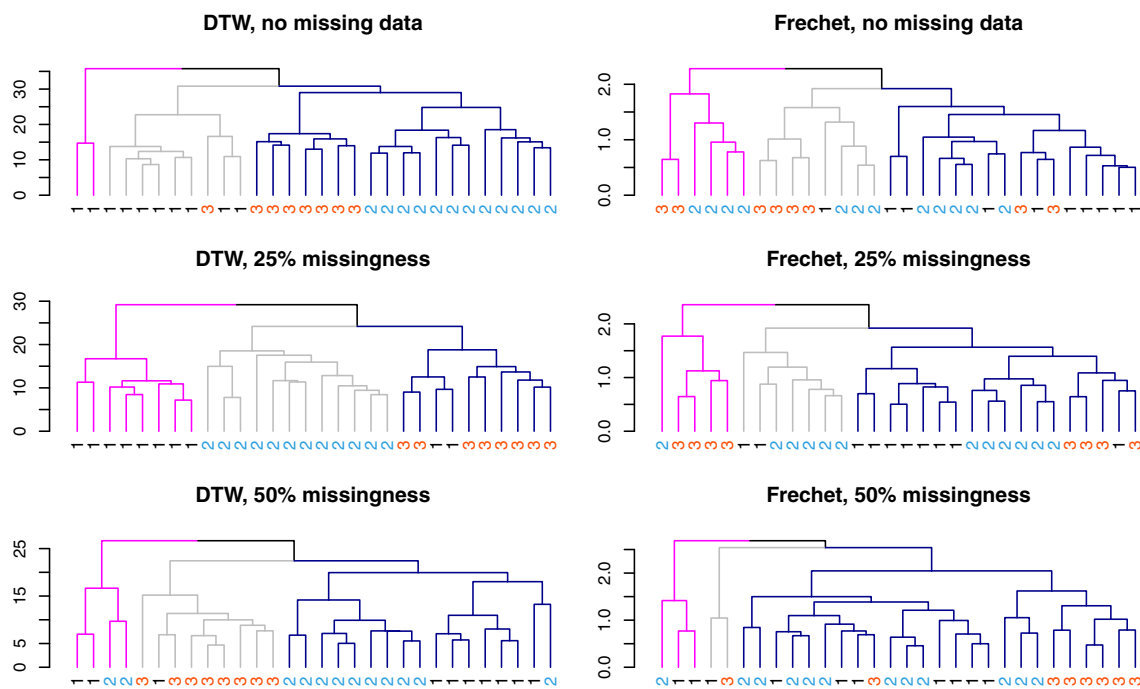 DTW, no missing data
0 10 20 30
1 1 1 1 1 1 1 1 3 1 1 3 3 3 3 3 3 3 2 2 2 2 2 2 2 2 2 2 2 2
Frechet, no missing data
0.0 1.0 2.0
3 3 2 2 2 2 3 3 3 3 1 2 2 2 1 1 2 2 2 2 1 2 3 1 3 1 1 1 1 1
DTW, 25% missingness
0 10 20 30
1 1 1 1 1 1 1 1 2 2 2 2 2 2 2 2 2 2 2 2 3 3 1 1 3 3 3 3 3 3
Frechet, 25% missingness
0.0 1.0 2.0
2 3 3 3 3 1 1 2 2 2 2 2 1 1 1 1 1 1 1 2 2 2 2 2 2 3 3 3 1 3
DTW, 50% missingness
0 5 15 25
1 1 2 2 3 1 3 3 3 3 3 3 3 2 2 2 2 2 2 2 2 2 1 1 1 1 1 1 1 2
Frechet, 50% missingness
0.0 1.0 2.0
2 1 1 1 3 2 2 1 1 2 2 1 1 3 2 2 2 1 1 1 1 2 2 2 3 3 3 3 3 3